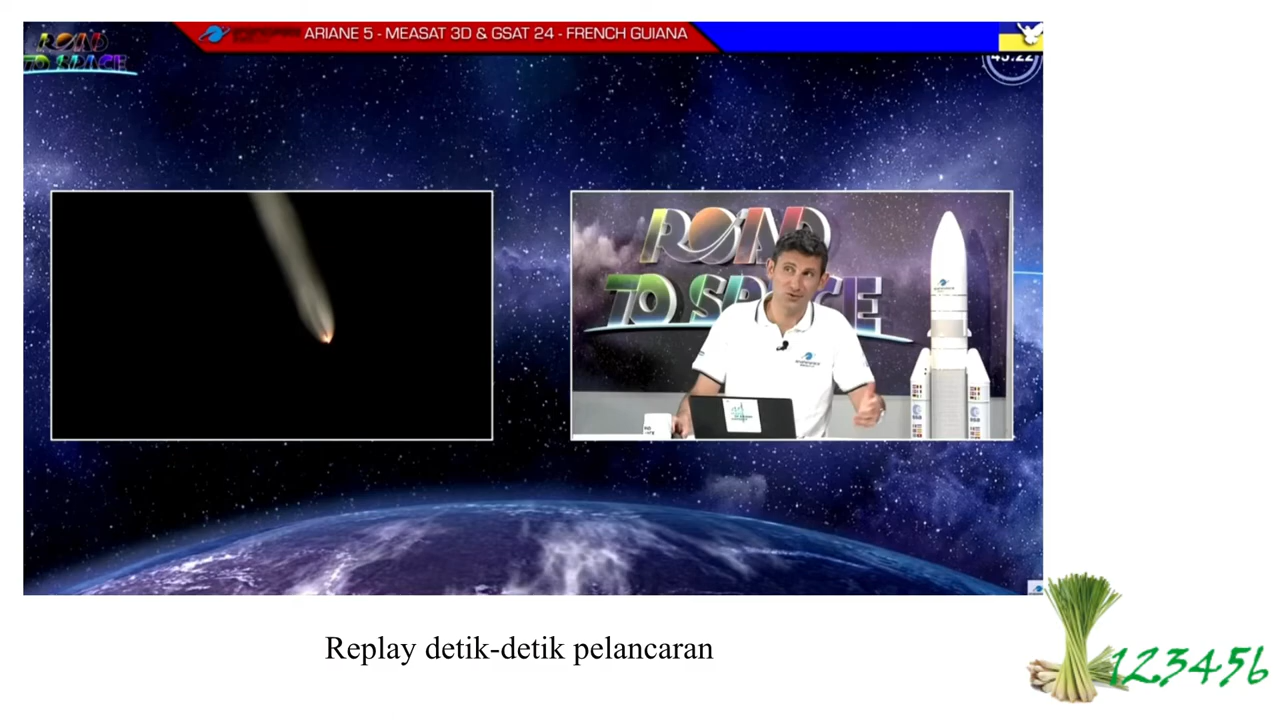 ROAD
TO SPACE
ARIANE 5 - MEASAT 3D & GSAT 24 - FRENCH GUIANA
ROAD
TO SPACE
Replay detik-detik pelancaran
123456